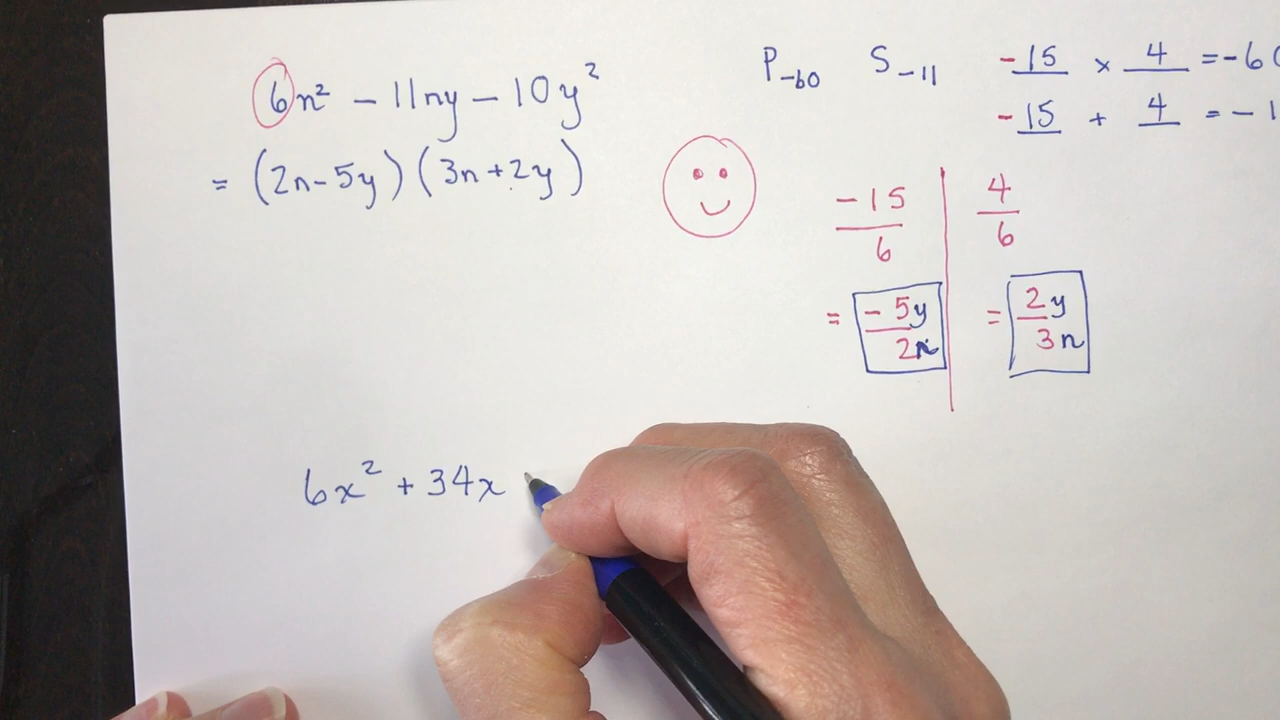 6n² - 11ny - 10y²
= (2n-5y)(3n+2y)
P₋₆₀ S₋₁₁ -15 × 4 = -60
-15 + 4 = -1
-15/6 | 4/6
= -5y/2n | = 2y/3n
6x² + 34x